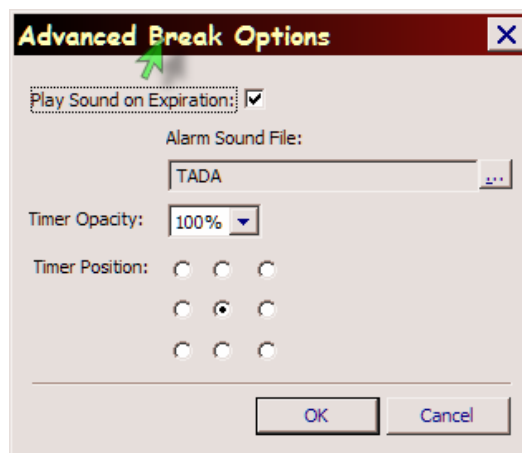 Advanced Break Options
Play Sound on Expiration:
Alarm Sound File:
TADA
...
Timer Opacity: 100%
Timer Position:
OK Cancel